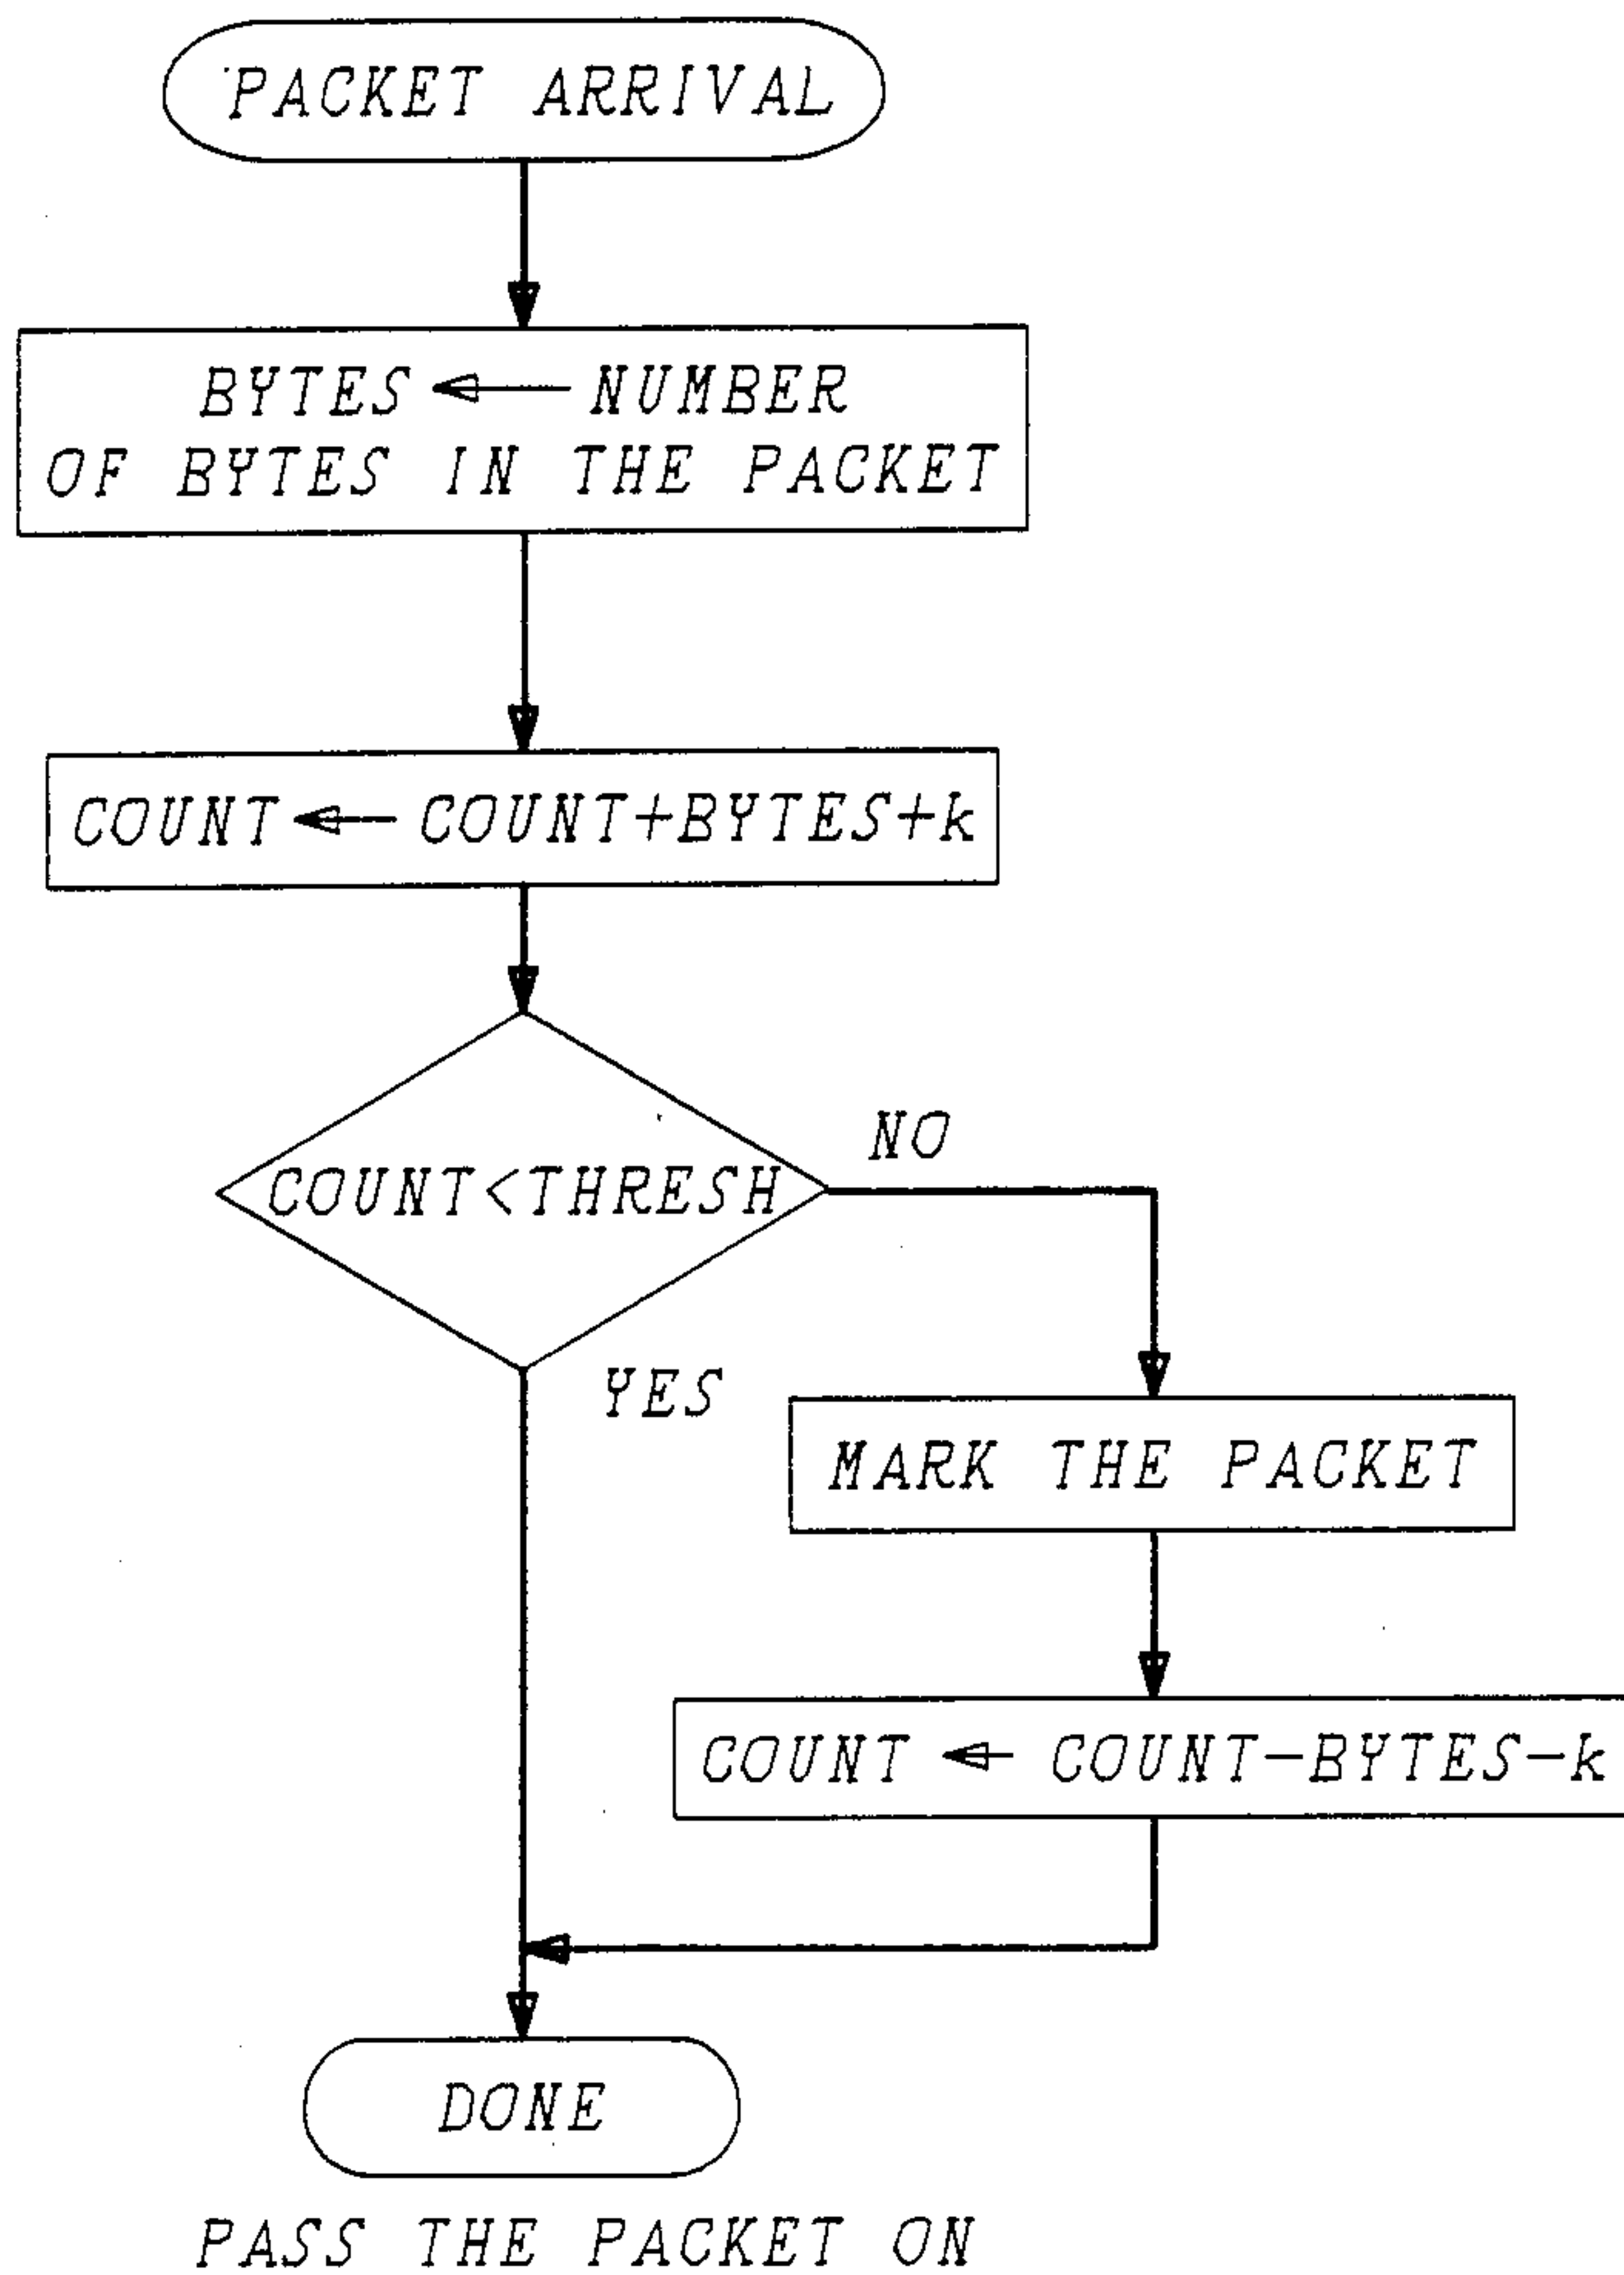 PACKET ARRIVAL
BYTES ← NUMBER
OF BYTES IN THE PACKET
COUNT ← COUNT+BYTES+k
COUNT<THRESH
NO
YES
MARK THE PACKET
COUNT ← COUNT-BYTES-k
DONE
PASS THE PACKET ON